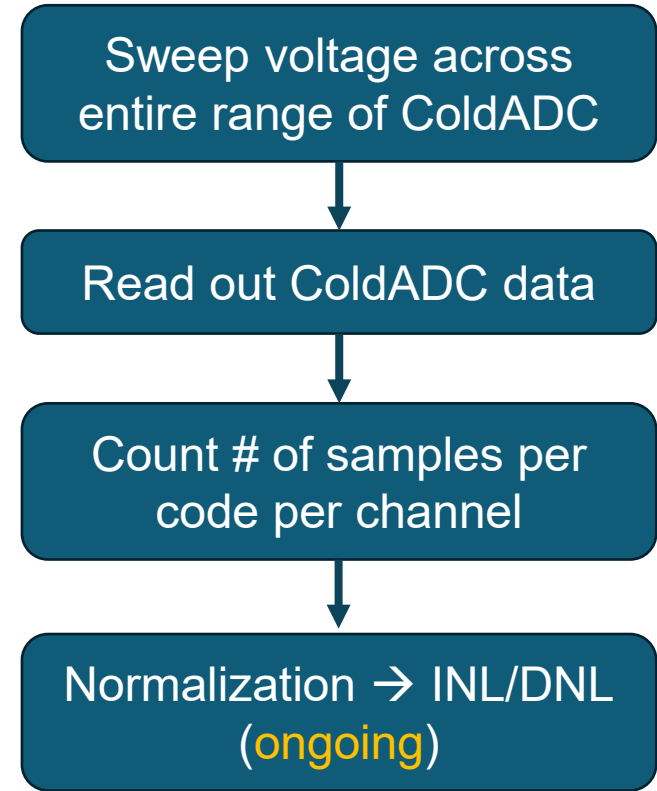 Sweep voltage across
entire range of ColdADC
Read out ColdADC data
Count # of samples per
code per channel
Normalization → INL/DNL
(ongoing)